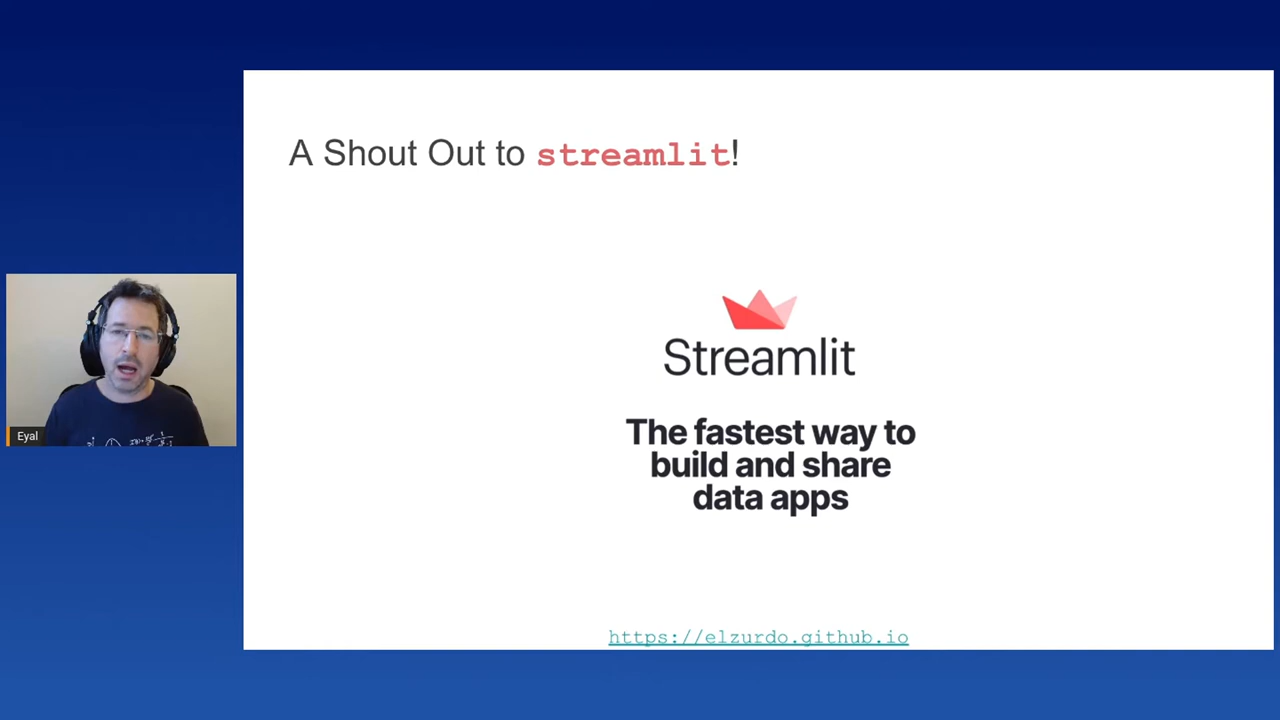 A Shout Out to streamlit!
Streamlit
The fastest way to
build and share
data apps
Eyal
https://elzurdo.github.io